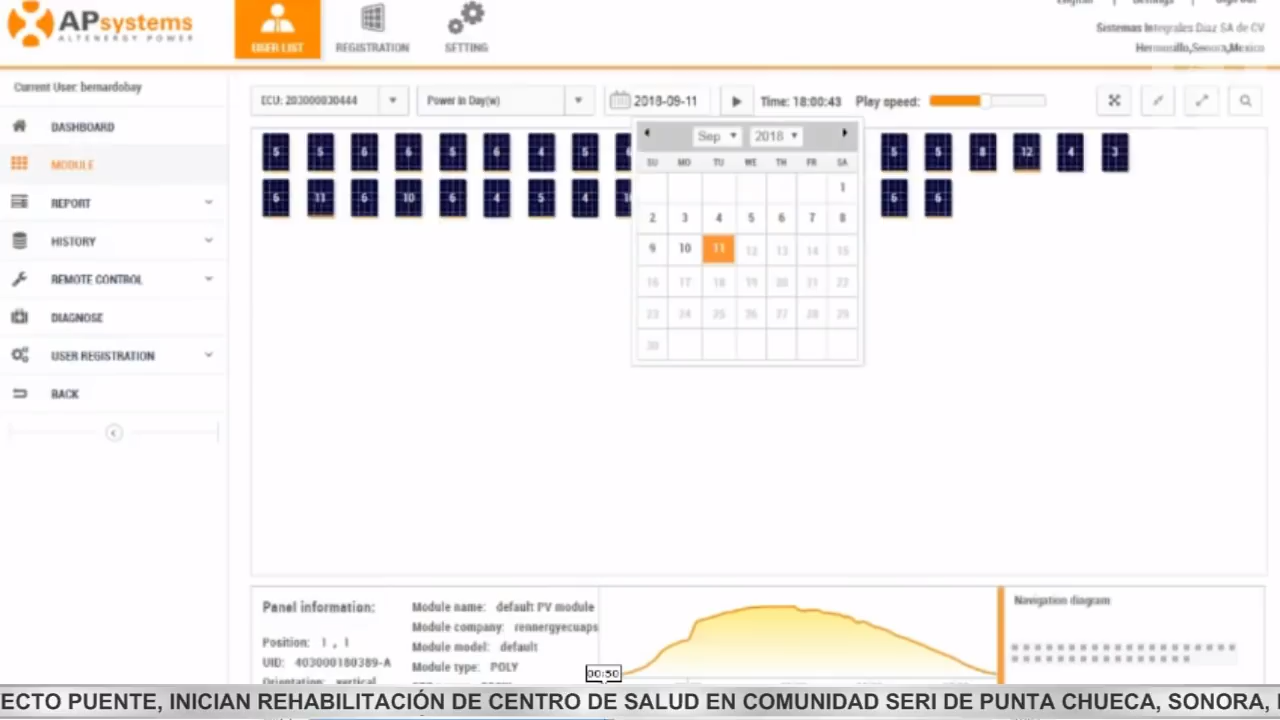 APsystems
ALTENERGY POWER
USER LIST
REGISTRATION
SETTING
English | Settings | Sign out
Sistemas Integrales Diaz SA de CV
Hermosillo,Sonora,Mexico
Current User: bernardobay
DASHBOARD
MODULE
REPORT
HISTORY
REMOTE CONTROL
DIAGNOSE
USER REGISTRATION
BACK
ECU: 203000030444
Power in Day(w)
2018-09-11
Time: 18:00:43
Play speed:
5 5 6 6 5 6 4 5
5 5 8 12 4 3
6 11 6 10 6 4 5 4
6 6
Sep 2018
SU MO TU WE TH FR SA
1
2 3 4 5 6 7 8
9 10 11 12 13 14 15
16 17 18 19 20 21 22
23 24 25 26 27 28 29
30
Panel information:
Position: 1 , 1
UID: 403000180389-A
Orientation: vertical
Module name: default PV module
Module company: rennergyecuaps
Module model: default
Module type: POLY
00:50
Navigation diagram
ECTO PUENTE, INICIAN REHABILITACIÓN DE CENTRO DE SALUD EN COMUNIDAD SERI DE PUNTA CHUECA, SONORA,